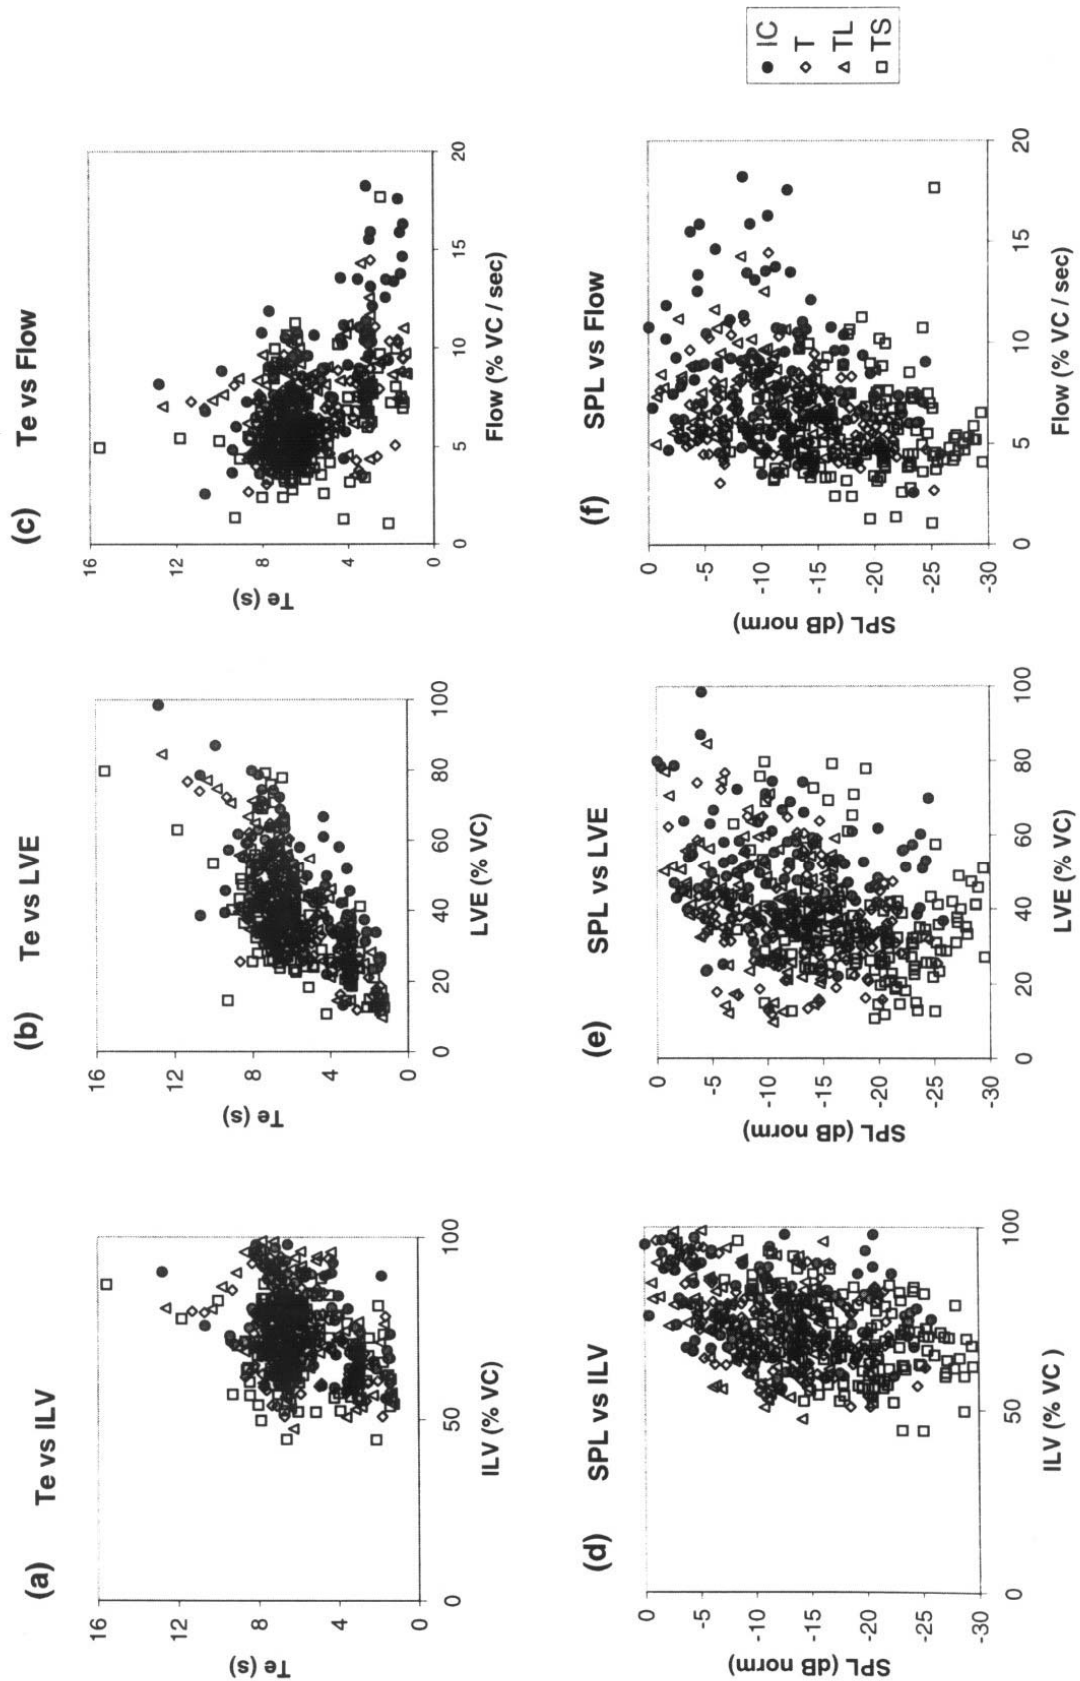 (a) Te vs ILV
16
12
8
4
0
Te (s)
0
50
100
ILV (% VC)
(b) Te vs LVE
16
12
8
4
0
Te (s)
0
20
40
60
80
100
LVE (% VC)
(c) Te vs Flow
16
12
8
4
0
Te (s)
0
5
10
15
20
Flow (% VC / sec)
(d) SPL vs ILV
0
-5
-10
-15
-20
-25
-30
SPL (dB norm)
0
50
100
ILV (% VC )
(e) SPL vs LVE
0
-5
-10
-15
-20
-25
-30
SPL (dB norm)
0
20
40
60
80
100
LVE (% VC)
(f) SPL vs Flow
0
-5
-10
-15
-20
-25
-30
SPL (dB norm)
0
5
10
15
20
Flow (% VC / sec)
IC
T
TL
TS